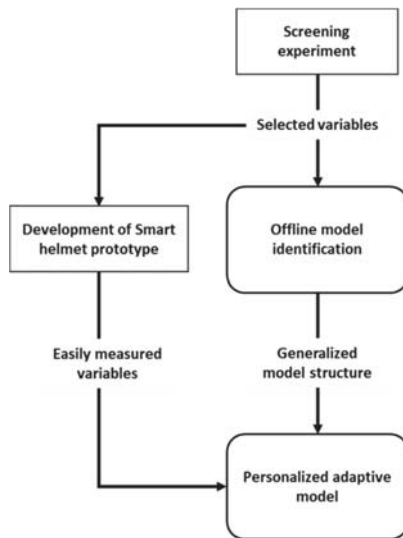 Screening
experiment
Selected variables
Development of Smart
helmet prototype
Offline model
identification
Easily measured
variables
Generalized
model structure
Personalized adaptive
model